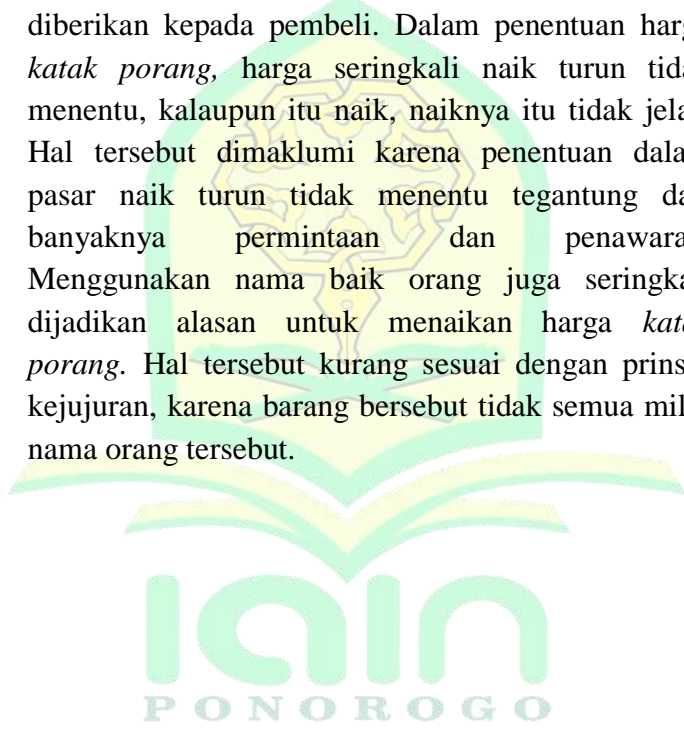 diberikan kepada pembeli. Dalam penentuan harg
katak porang, harga seringkali naik turun tida
menentu, kalaupun itu naik, naiknya itu tidak jela
Hal tersebut dimaklumi karena penentuan dala
pasar naik turun tidak menentu tegantung da
banyaknya permintaan dan penawara
Menggunakan nama baik orang juga seringka
dijadikan alasan untuk menaikan harga kata
porang. Hal tersebut kurang sesuai dengan prins
kejujuran, karena barang bersebut tidak semua mil
nama orang tersebut.
IAIN
PONOROGO